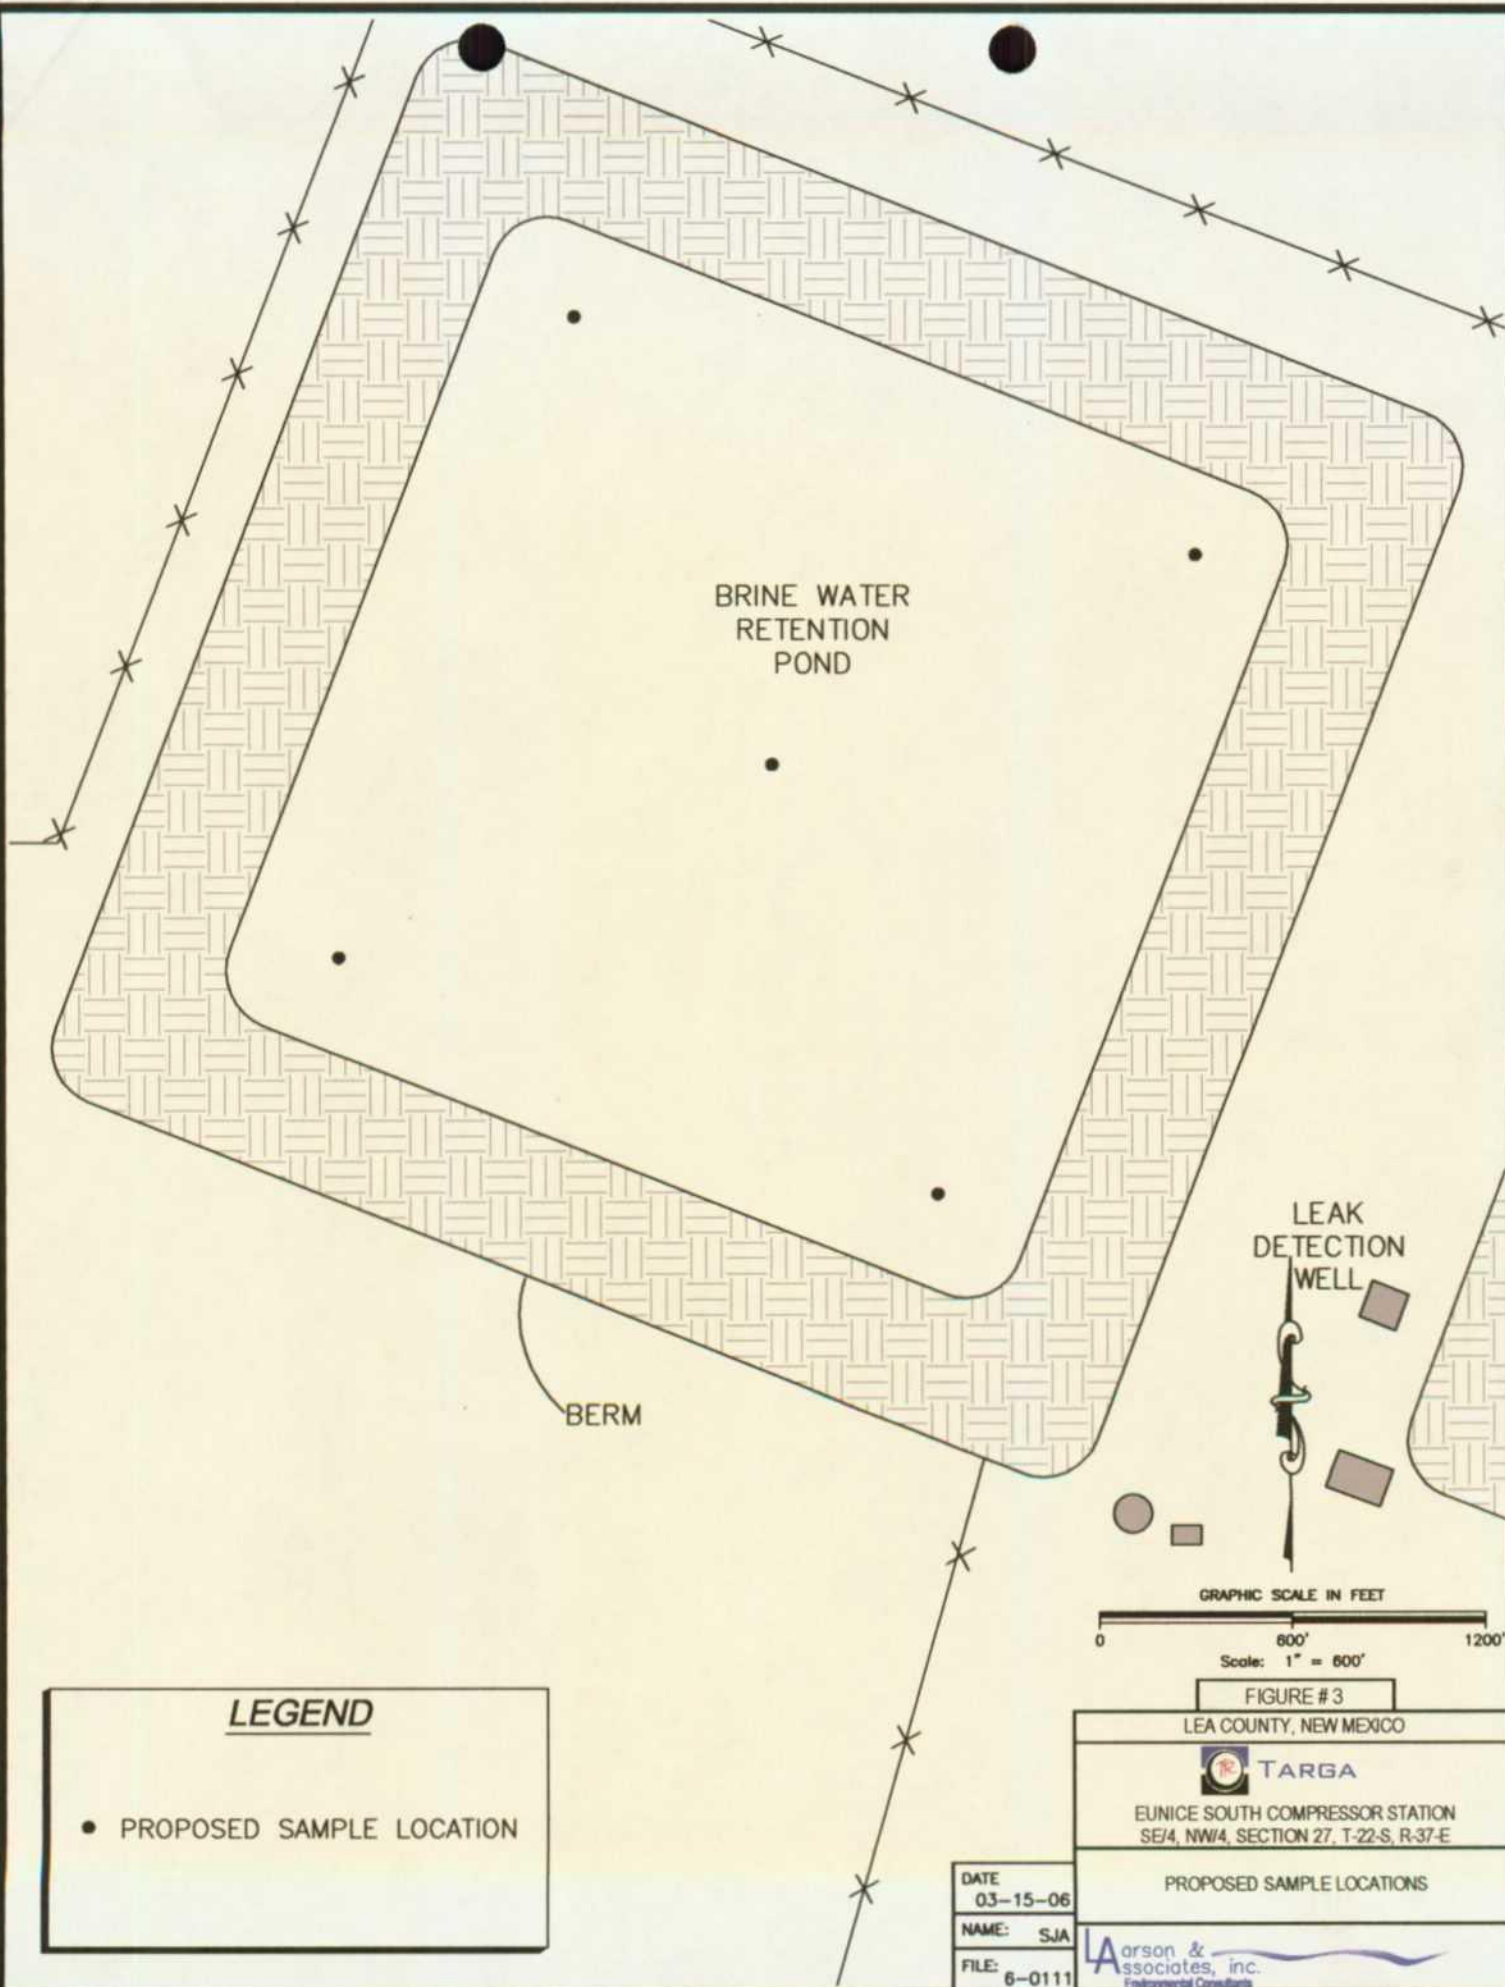 BRINE WATER
RETENTION
POND
LEAK
DETECTION
WELL
BERM
GRAPHIC SCALE IN FEET
0 600' 1200'
Scale: 1" = 600'
FIGURE # 3
LEA COUNTY, NEW MEXICO
TARGA
EUNICE SOUTH COMPRESSOR STATION
SE/4, NW/4, SECTION 27, T-22-S, R-37-E
PROPOSED SAMPLE LOCATIONS
LEGEND
PROPOSED SAMPLE LOCATION
DATE
03-15-06
NAME: SJA
FILE: 6-0111
Larson &
Associates, inc.
Environmental Consultants